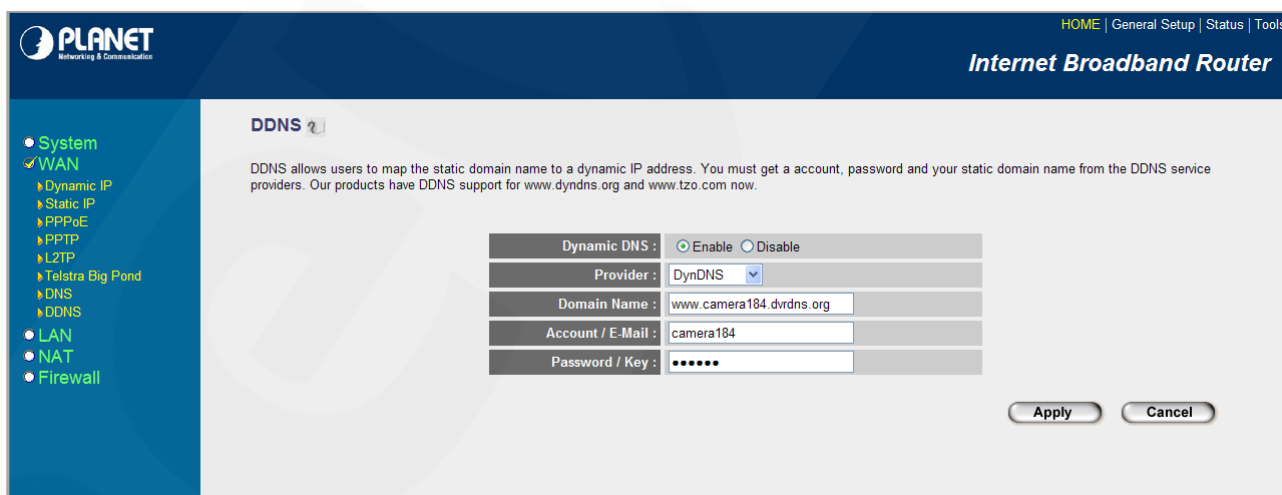 PLANET
Networking & Communication
HOME | General Setup | Status | Tools
Internet Broadband Router
System
WAN
Dynamic IP
Static IP
PPPoE
PPTP
L2TP
Telstra Big Pond
DNS
DDNS
LAN
NAT
Firewall
DDNS
DDNS allows users to map the static domain name to a dynamic IP address. You must get a account, password and your static domain name from the DDNS service
providers. Our products have DDNS support for www.dyndns.org and www.tzo.com now.
Dynamic DNS : Enable Disable
Provider : DynDNS
Domain Name : www.camera184.dvrdns.org
Account / E-Mail : camera184
Password / Key : ●●●●●●
Apply Cancel